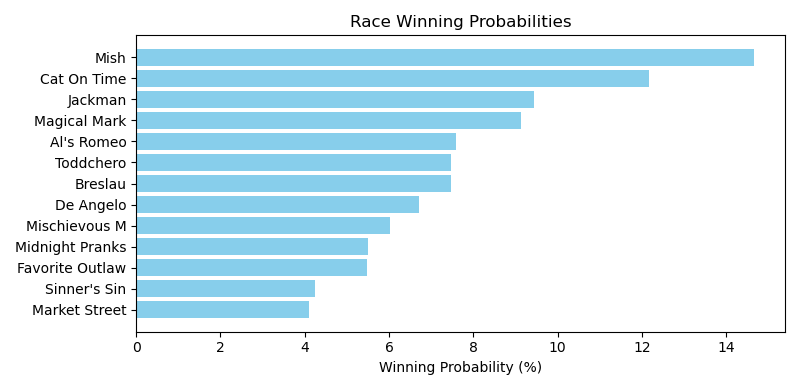 Race Winning Probabilities
Mish
Cat On Time
Jackman
Magical Mark
Al's Romeo
Toddchero
Breslau
De Angelo
Mischievous M
Midnight Pranks
Favorite Outlaw
Sinner's Sin
Market Street
0 2 4 6 8 10 12 14
Winning Probability (%)